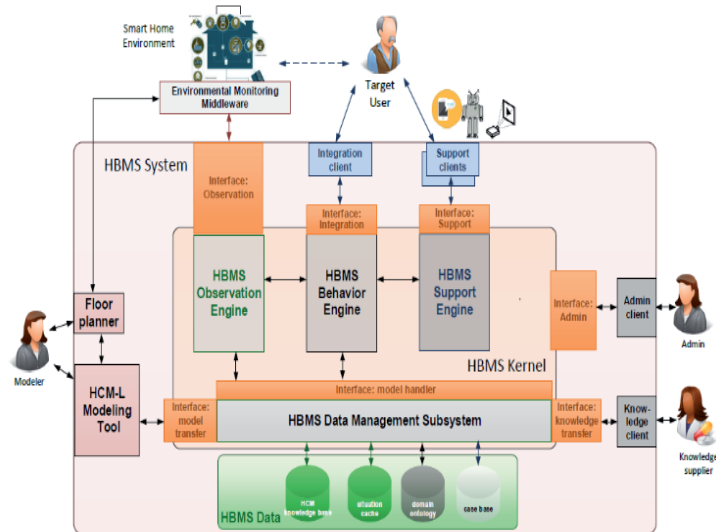 Smart Home
Environment
Target
User
Environmental Monitoring
Middleware
HBMS System
Integration
client
Support
clients
Interface:
Observation
Interface:
Integration
Interface:
Support
HBMS
Observation
Engine
HBMS
Behavior
Engine
HBMS
Support
Engine
Interface:
Admin
Admin
client
Admin
Floor
planner
Modeler
HBMS Kernel
HCM-L
Modeling
Tool
Interface: model handler
Interface:
model
transfer
HBMS Data Management Subsystem
Interface:
knowledge
transfer
Know-
ledge
client
Knowledge
supplier
HBMS Data
HCM
knowledge base
situation
cache
domain
ontology
case base